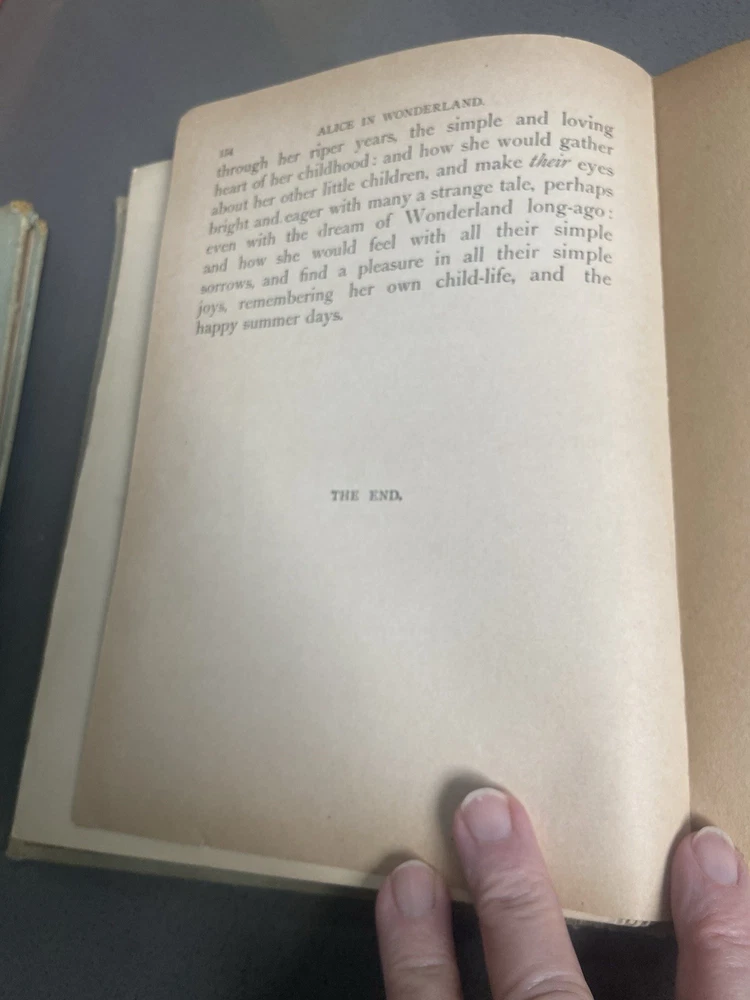 ALICE IN WONDERLAND.
134
through her riper years, the simple and loving
heart of her childhood: and how she would gather
about her other little children, and make their eyes
bright and eager with many a strange tale, perhaps
even with the dream of Wonderland long-ago:
and how she would feel with all their simple
sorrows, and find a pleasure in all their simple
joys, remembering her own child-life, and the
happy summer days.
THE END.